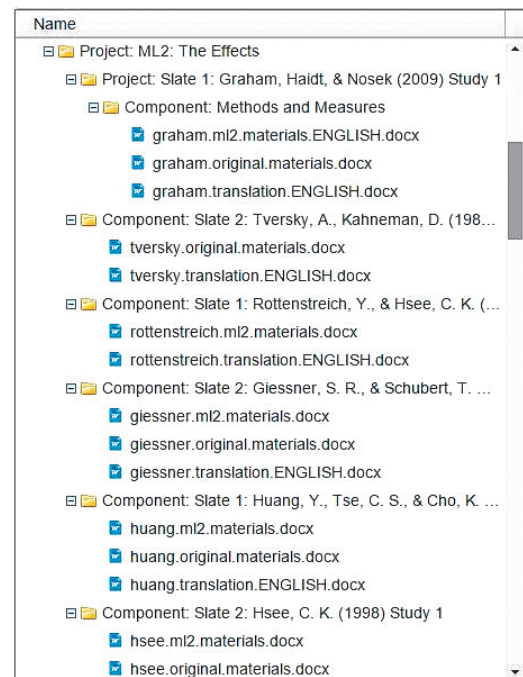 Name
Project: ML2: The Effects
Project: Slate 1: Graham, Haidt, & Nosek (2009) Study 1
Component: Methods and Measures
graham.ml2.materials.ENGLISH.docx
graham.original.materials.docx
graham.translation.ENGLISH.docx
Component: Slate 2: Tversky, A., Kahneman, D. (198...
tversky.original.materials.docx
tversky.translation.ENGLISH.docx
Component: Slate 1: Rottenstreich, Y., & Hsee, C. K. (...
rottenstreich.ml2.materials.docx
rottenstreich.translation.ENGLISH.docx
Component: Slate 2: Giessner, S. R., & Schubert, T. ...
giessner.ml2.materials.docx
giessner.original.materials.docx
giessner.translation.ENGLISH.docx
Component: Slate 1: Huang, Y., Tse, C. S., & Cho, K. ...
huang.ml2.materials.docx
huang.original.materials.docx
huang.translation.ENGLISH.docx
Component: Slate 2: Hsee, C. K. (1998) Study 1
hsee.ml2.materials.docx
hsee.original.materials.docx